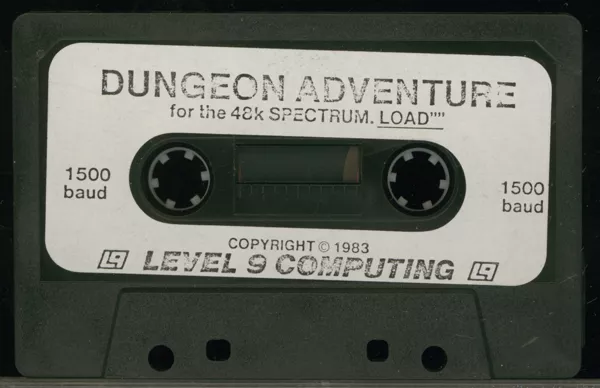 DUNGEON ADVENTURE
for the 48k SPECTRUM. LOAD""
1500
baud
1500
baud
COPYRIGHT © 1983
L9 LEVEL 9 COMPUTING L9